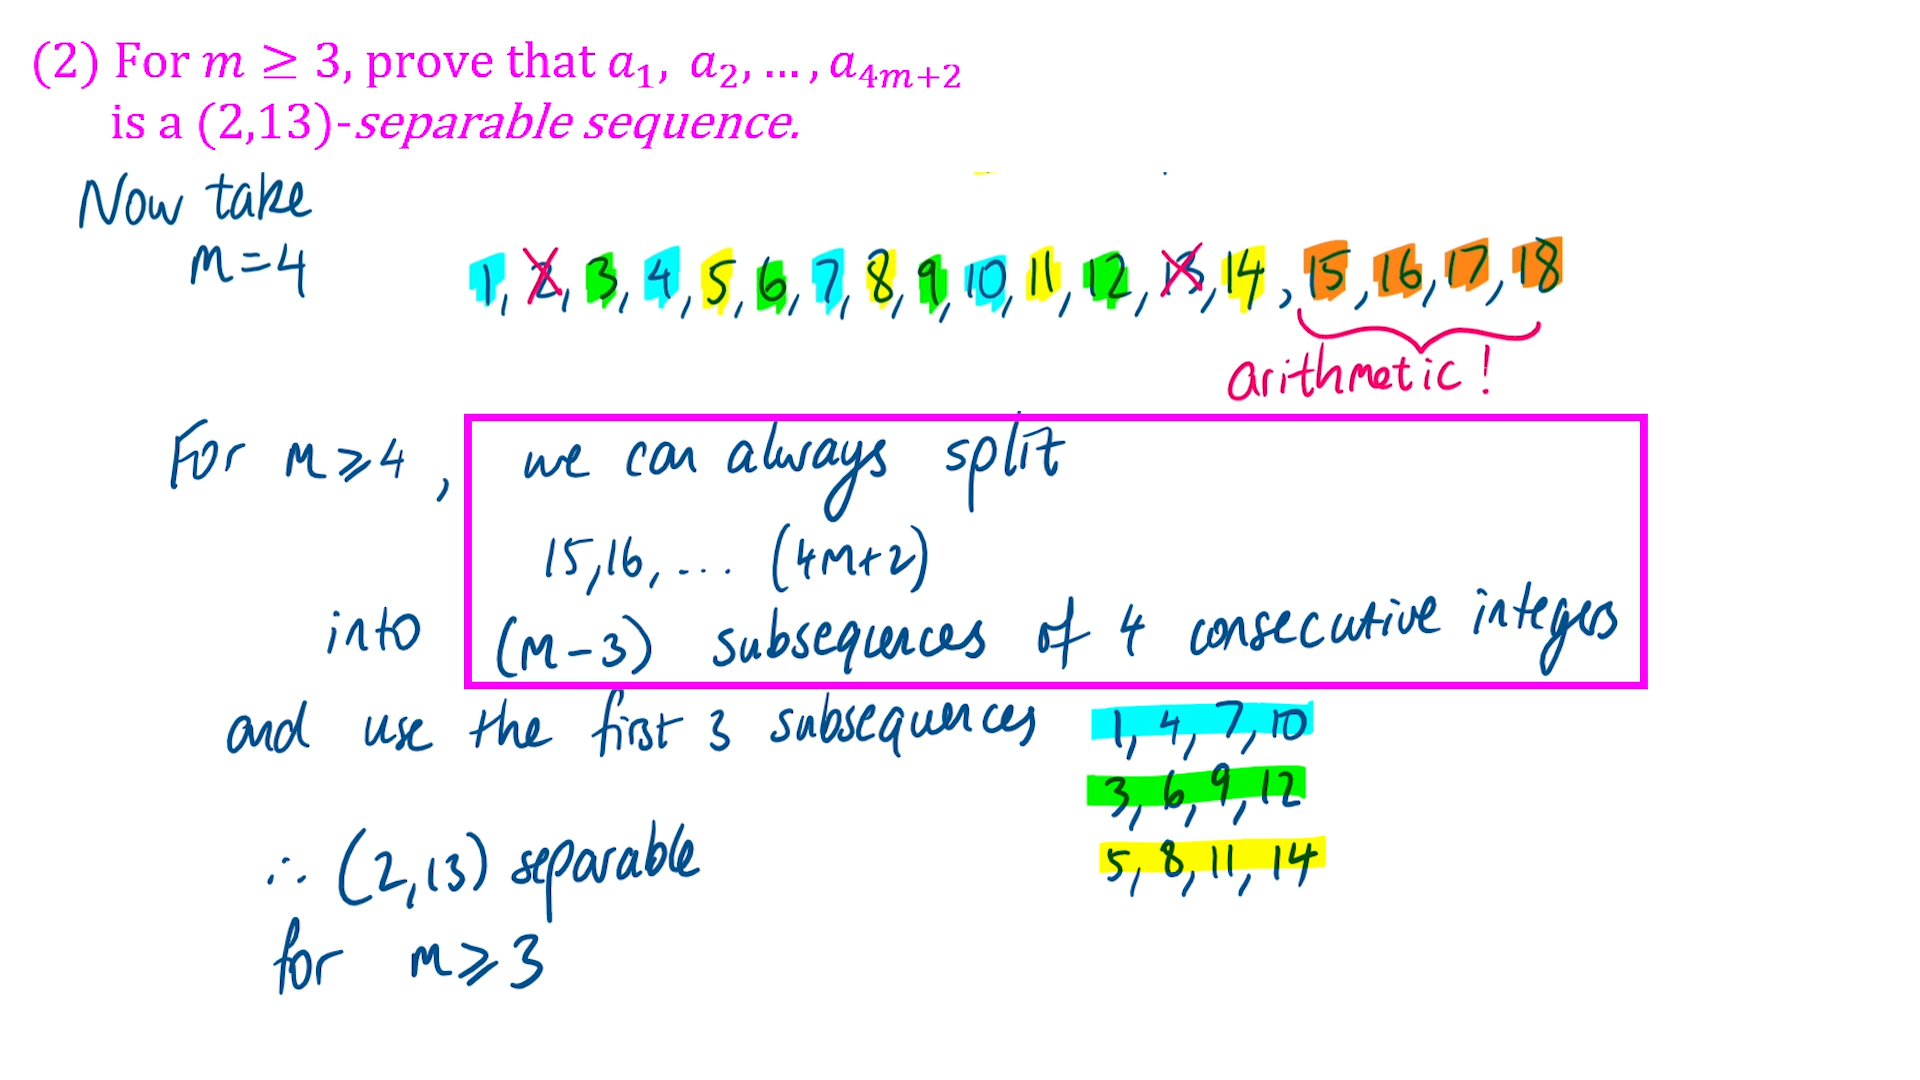 (2) For m ≥ 3, prove that a₁, a₂, … , a₄ₘ₊₂
is a (2,13)-separable sequence.
Now take
m=4
1, 2, 3, 4, 5, 6, 7, 8, 9, 10, 11, 12, 13, 14, 15, 16, 17, 18
arithmetic!
For m ⩾ 4, we can always split
15,16, ... (4m+2)
into (m-3) subsequences of 4 consecutive integers
and use the first 3 subsequences 1, 4, 7, 10
3, 6, 9, 12
5, 8, 11, 14
∴ (2,13) separable
for m ⩾ 3